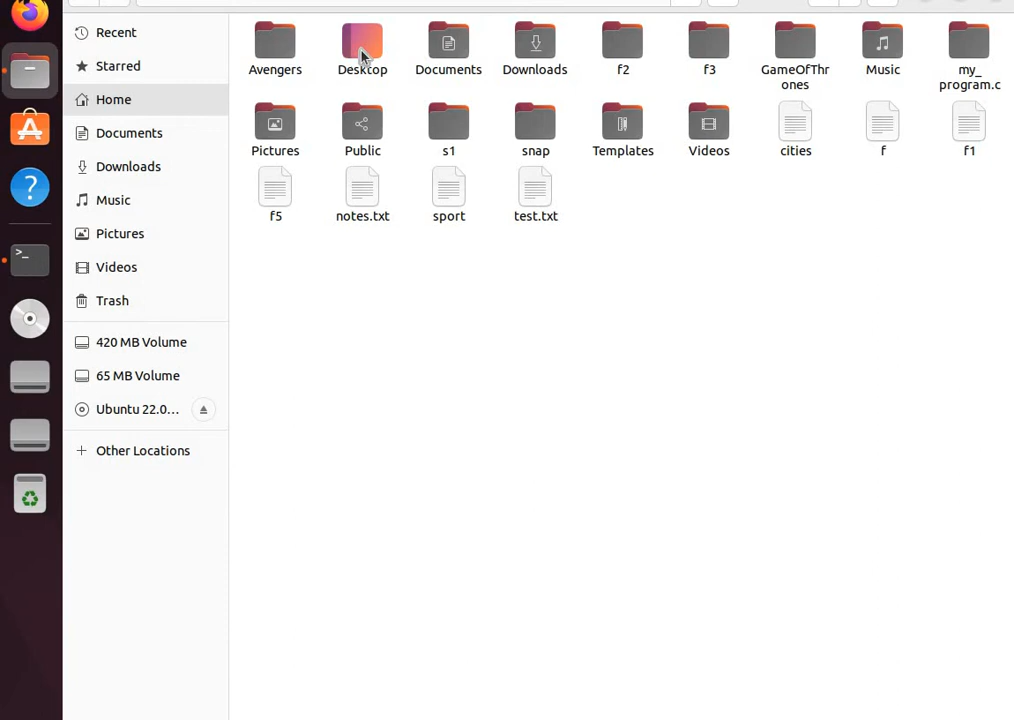 Recent
Starred
Home
Documents
Downloads
Music
Pictures
Videos
Trash
420 MB Volume
65 MB Volume
Ubuntu 22.0...
Other Locations
Avengers
Desktop
Documents
Downloads
f2
f3
GameOfThr
ones
Music
my_
program.c
Pictures
Public
s1
snap
Templates
Videos
cities
f
f1
f5
notes.txt
sport
test.txt